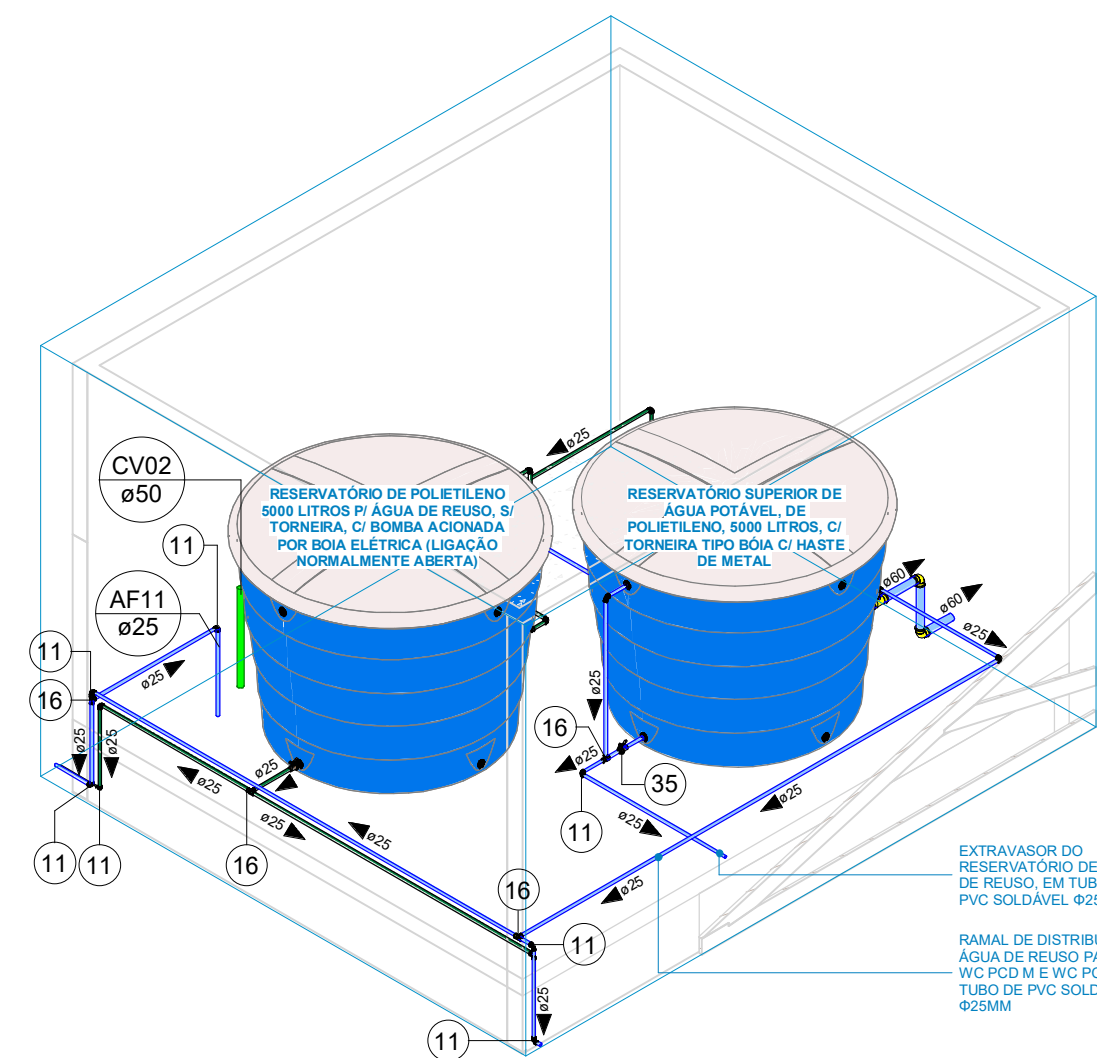 ø25
CV02
ø50
RESERVATÓRIO DE POLIETILENO
5000 LITROS P/ ÁGUA DE REUSO, S/
TORNEIRA, C/ BOMBA ACIONADA
POR BOIA ELÉTRICA (LIGAÇÃO
NORMALMENTE ABERTA)
RESERVATÓRIO SUPERIOR DE
ÁGUA POTÁVEL, DE
POLIETILENO, 5000 LITROS, C/
TORNEIRA TIPO BÓIA C/ HASTE
DE METAL
11
AF11
ø25
ø60
ø60
ø25
11
ø25
16
ø25
ø25
ø25
16
ø25
35
11
ø25
ø25
ø25
ø25
ø25
ø25
11
11
16
16
ø25
11
ø25
11
EXTRAVASOR DO
RESERVATÓRIO DE
DE REUSO, EM TUB
PVC SOLDÁVEL Φ25
RAMAL DE DISTRIBU
ÁGUA DE REUSO PA
WC PCD M E WC PC
TUBO DE PVC SOLD
Φ25MM